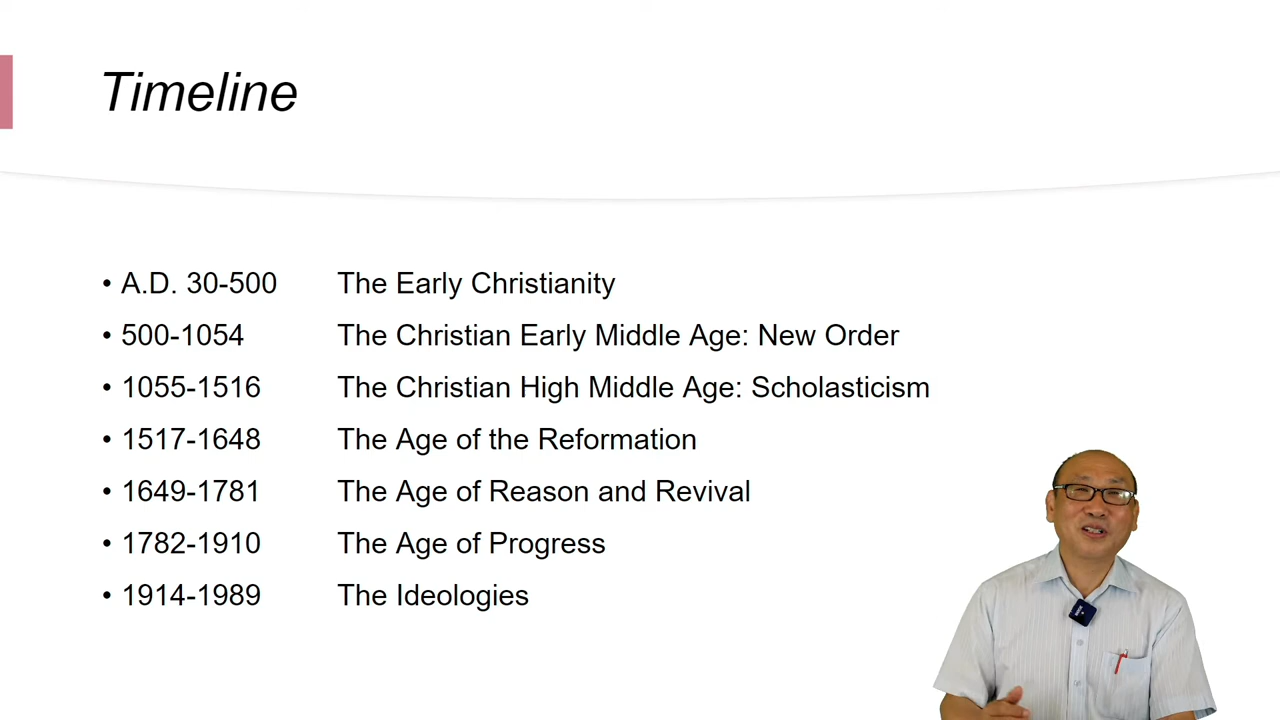 Timeline
• A.D. 30-500 The Early Christianity
• 500-1054 The Christian Early Middle Age: New Order
• 1055-1516 The Christian High Middle Age: Scholasticism
• 1517-1648 The Age of the Reformation
• 1649-1781 The Age of Reason and Revival
• 1782-1910 The Age of Progress
• 1914-1989 The Ideologies